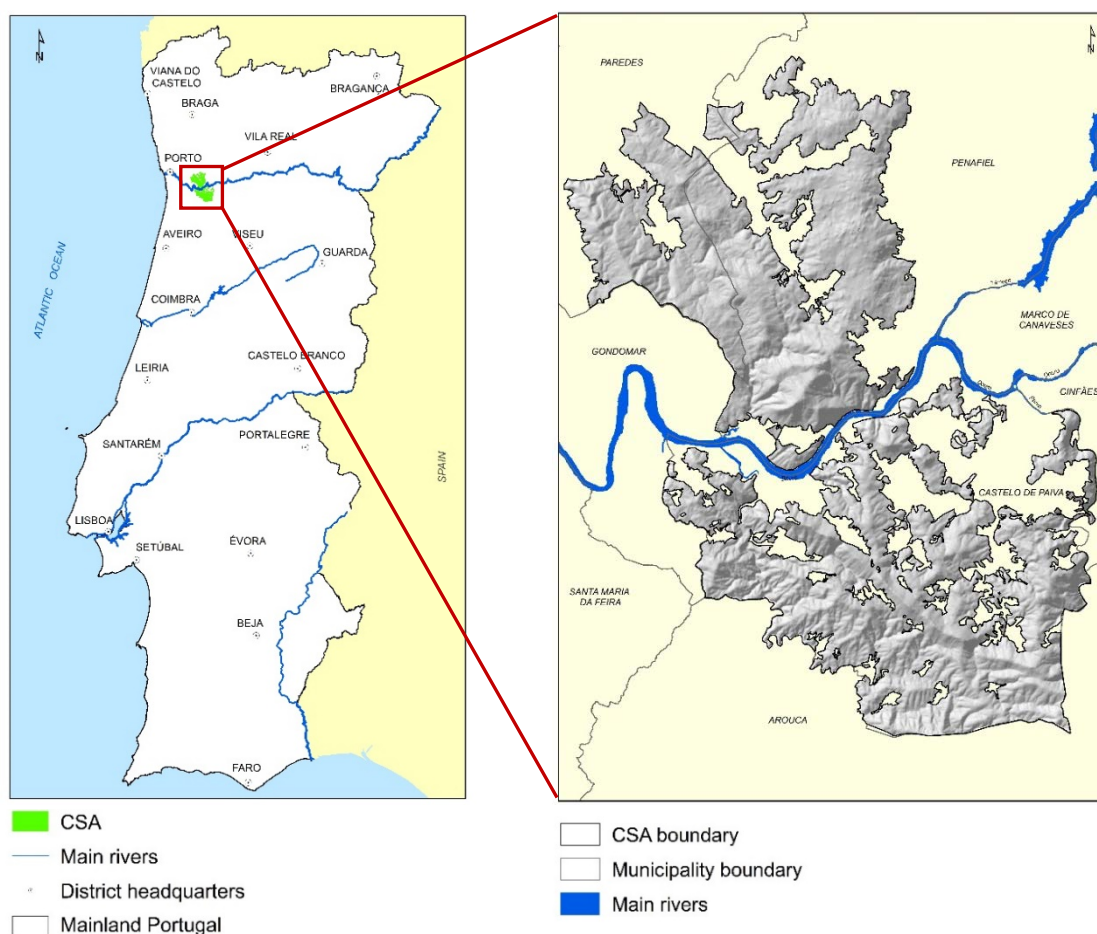 N
VIANA DO
CASTELO
BRAGANÇA
BRAGA
VILA REAL
PORTO
AVEIRO
VISEU
GUARDA
ATLANTIC OCEAN
COIMBRA
LEIRIA
CASTELO BRANCO
SANTARÉM
PORTALEGRE
SPAIN
LISBOA
SETÚBAL
ÉVORA
BEJA
FARO
CSA
Main rivers
District headquarters
Mainland Portugal
N
PAREDES
PENAFIEL
MARCO DE
CANAVESES
GONDOMAR
CINFÃES
CASTELO DE PAIVA
SANTA MARIA
DA FEIRA
AROUCA
CSA boundary
Municipality boundary
Main rivers